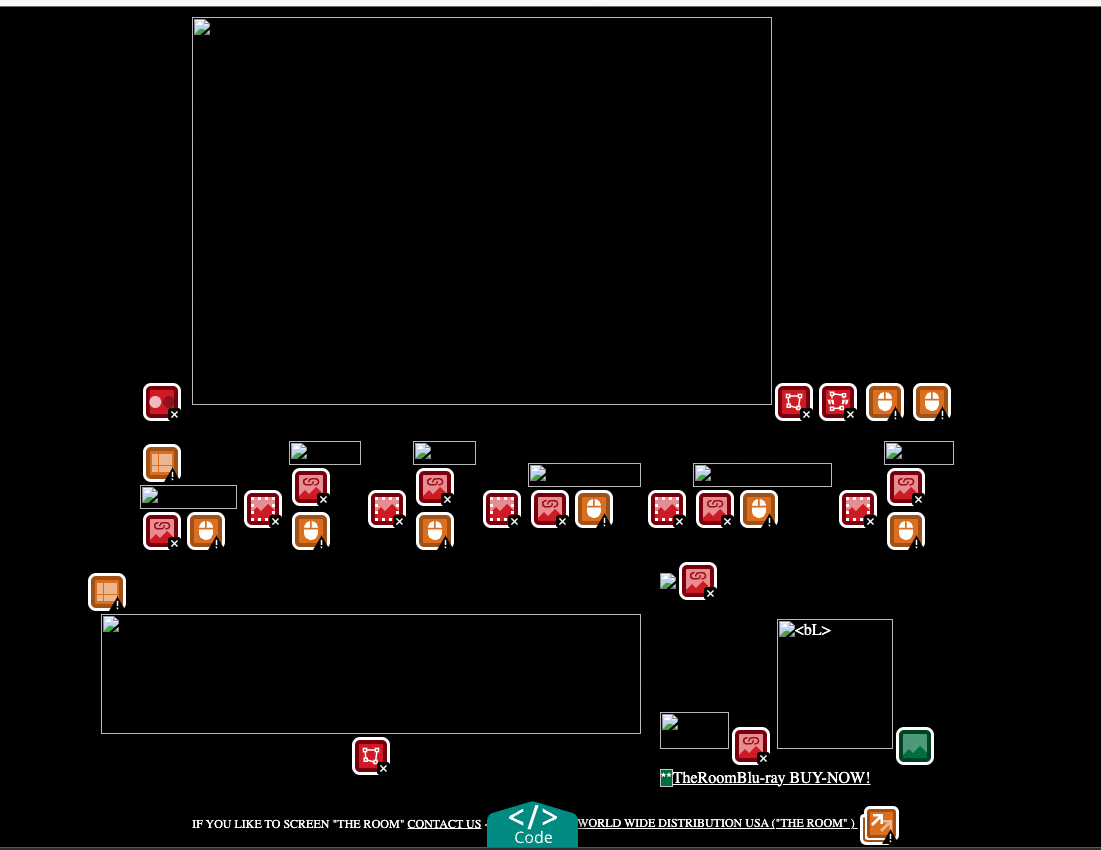 <bL>
**TheRoomBlu-ray BUY-NOW!
IF YOU LIKE TO SCREEN "THE ROOM" CONTACT US - WORLD WIDE DISTRIBUTION USA ("THE ROOM" )
</> 
Code